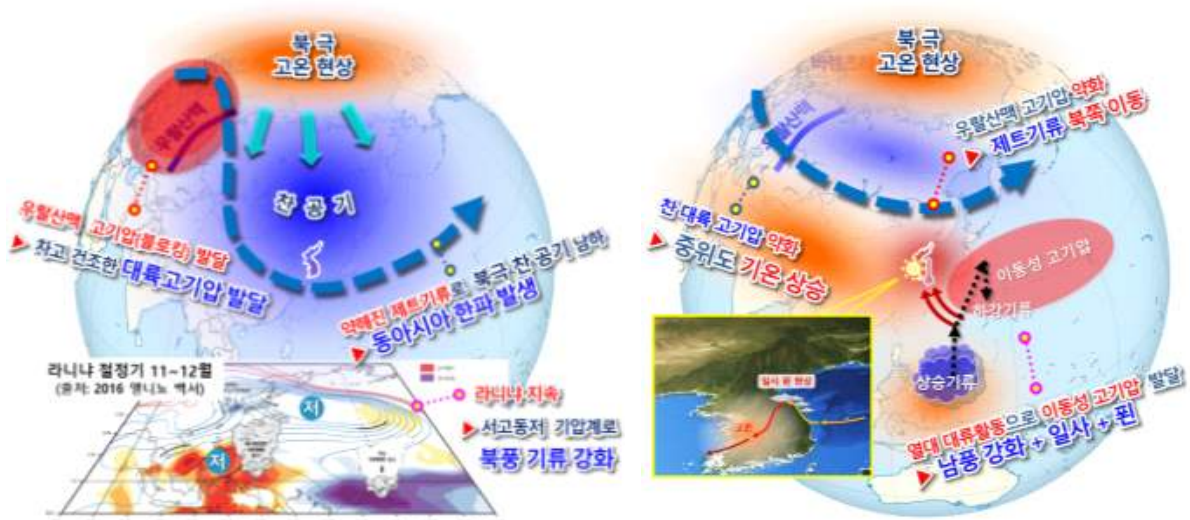 북 극
고온 현상
우랄산맥
찬 공 기
우랄산맥 고기압(블로킹) 발달
▶ 차고 건조한 대륙고기압 발달
약해진 제트기류로 북극 찬 공기 남하
▶ 동아시아 한파 발생
라니냐 절정기 11~12월
(출처: 2016 엘니뇨 백서)
저
저
라니냐 지속
▶ 서고동저 기압계로
북풍 기류 강화
북 극
고온 현상
우랄산맥
우랄산맥 고기압 약화
▶ 제트기류 북쪽 이동
찬 대륙 고기압 약화
▶ 중위도 기온 상승
이동성 고기압
하강기류
상승기류
일사 퓐 현상
열대 대류활동으로 이동성 고기압 발달
▶ 남풍 강화 + 일사 + 푄